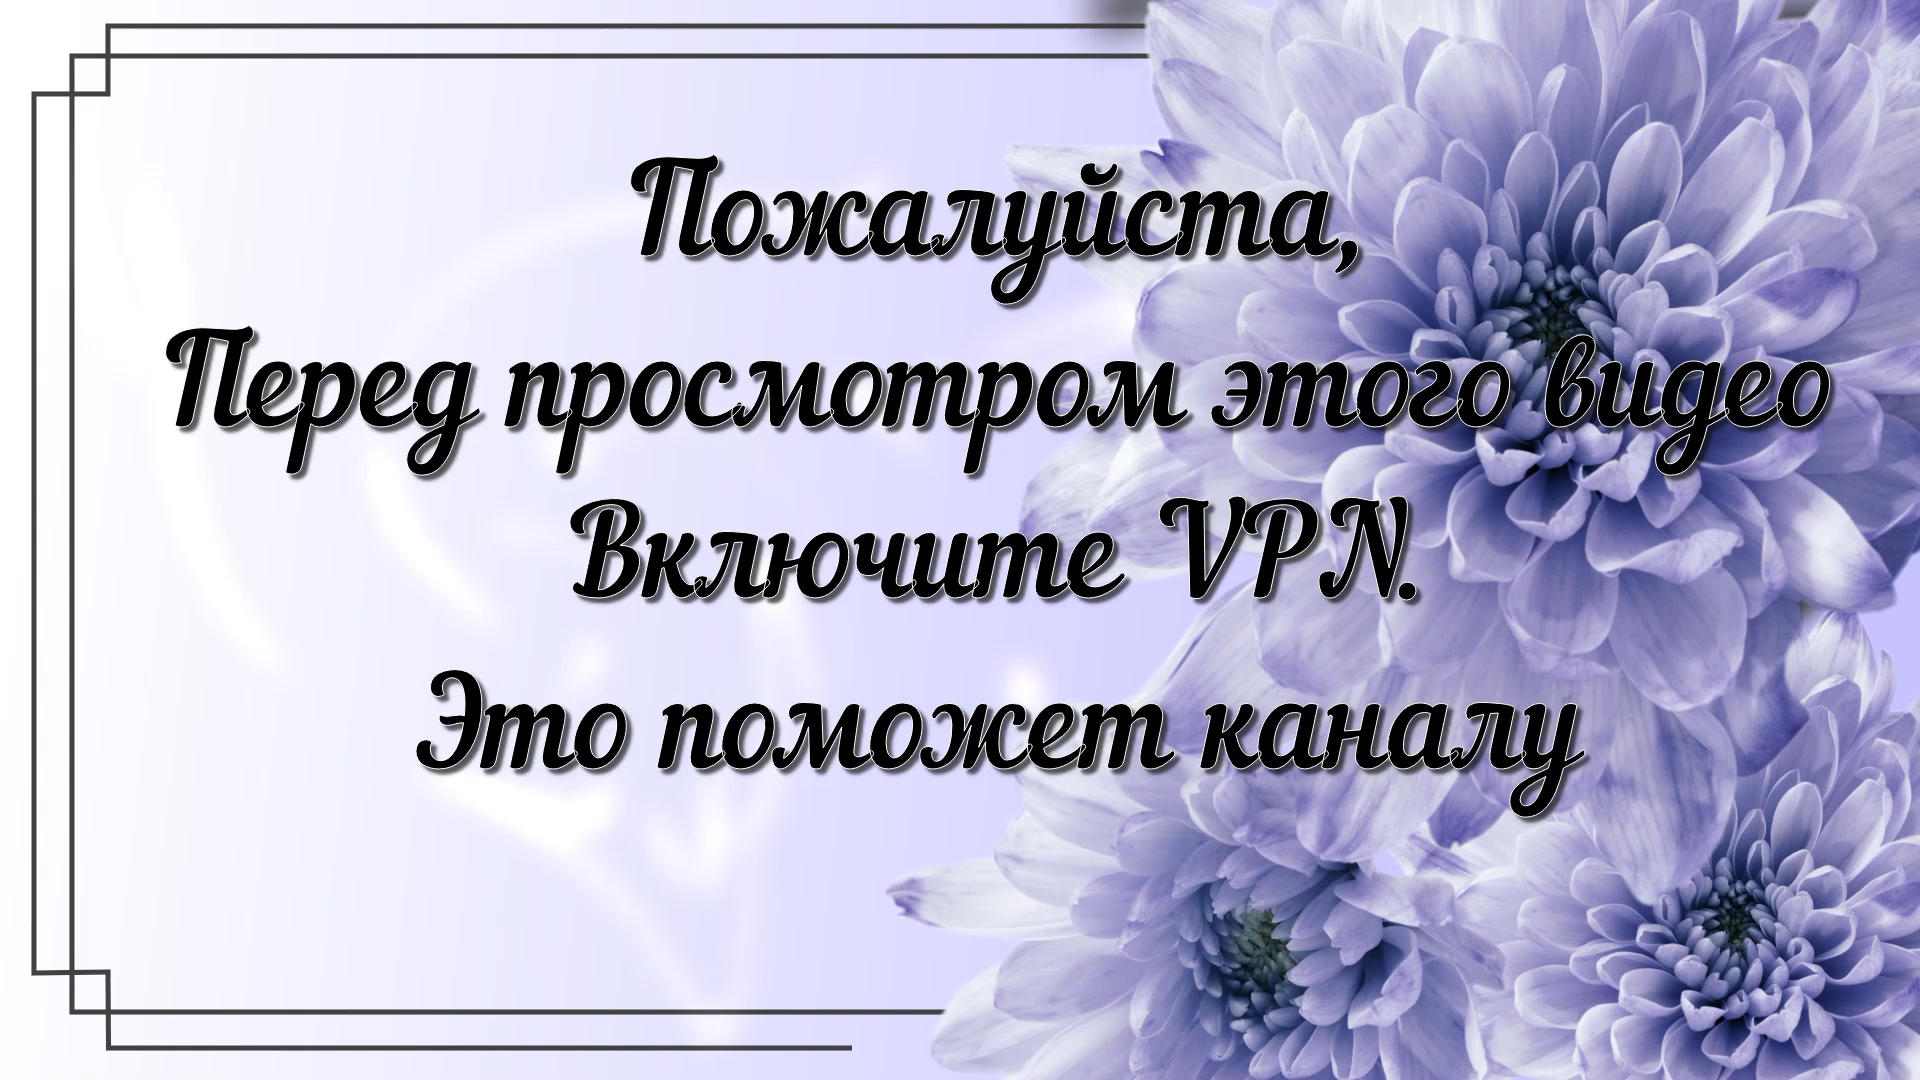 Пожалуйста,
Перед просмотром этого видео
Включите VPN.
Это поможет каналу